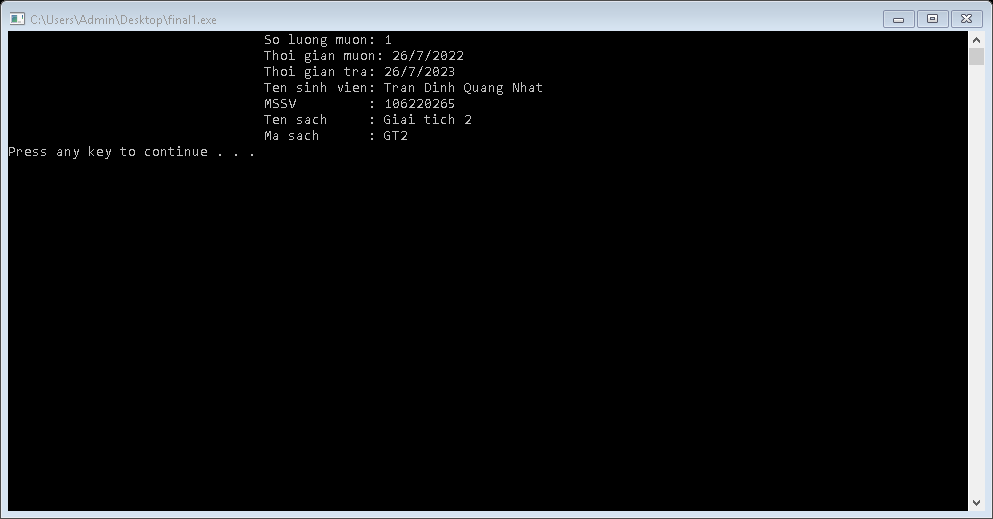 C:\Users\Admin\Desktop\final1.exe
So luong muon: 1
Thoi gian muon: 26/7/2022
Thoi gian tra: 26/7/2023
Ten sinh vien: Tran Dinh Quang Nhat
MSSV         : 106220265
Ten sach     : Giai tich 2
Ma sach      : GT2
Press any key to continue . . .